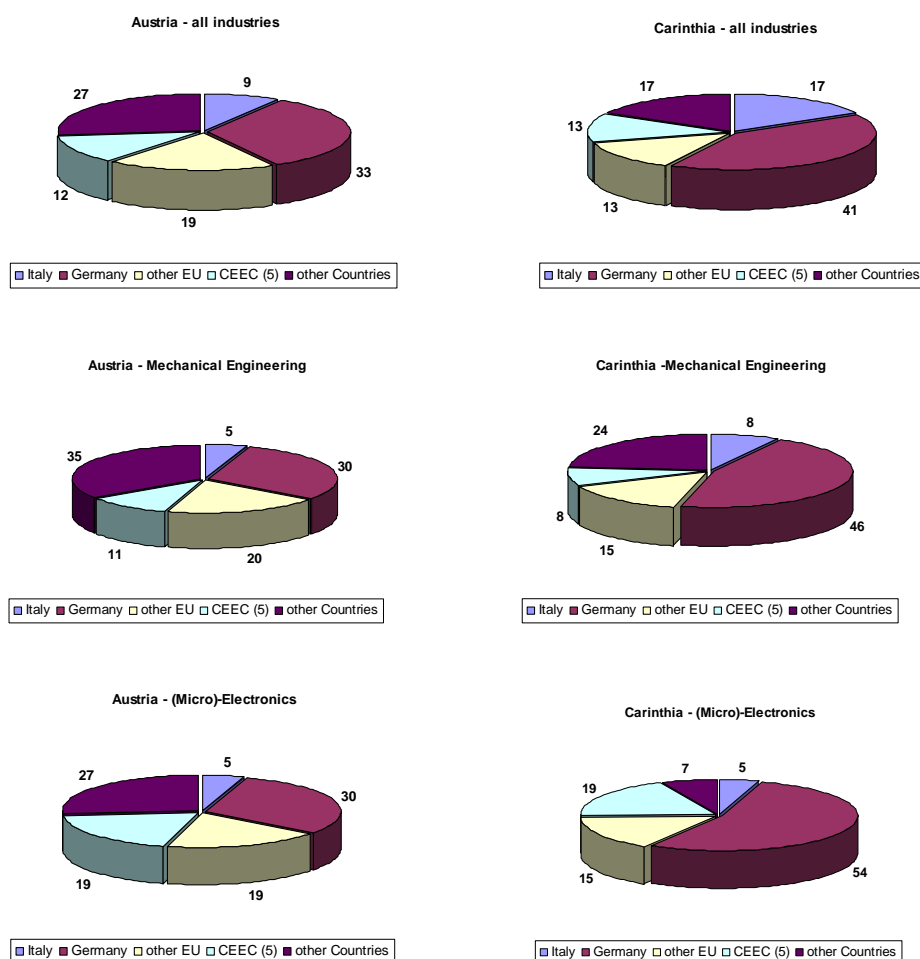 Austria - all industries
27
9
12
33
19
Italy Germany other EU CEEC (5) other Countries
Carinthia - all industries
17
17
13
13
41
Italy Germany other EU CEEC (5) other Countries
Austria - Mechanical Engineering
5
35
30
11
20
Italy Germany other EU CEEC (5) other Countries
Carinthia -Mechanical Engineering
8
24
8
46
15
Italy Germany other EU CEEC (5) other Countries
Austria - (Micro)-Electronics
27
5
30
19
19
Italy Germany other EU CEEC (5) other Countries
Carinthia - (Micro)-Electronics
7
5
19
15
54
Italy Germany other EU CEEC (5) other Countries